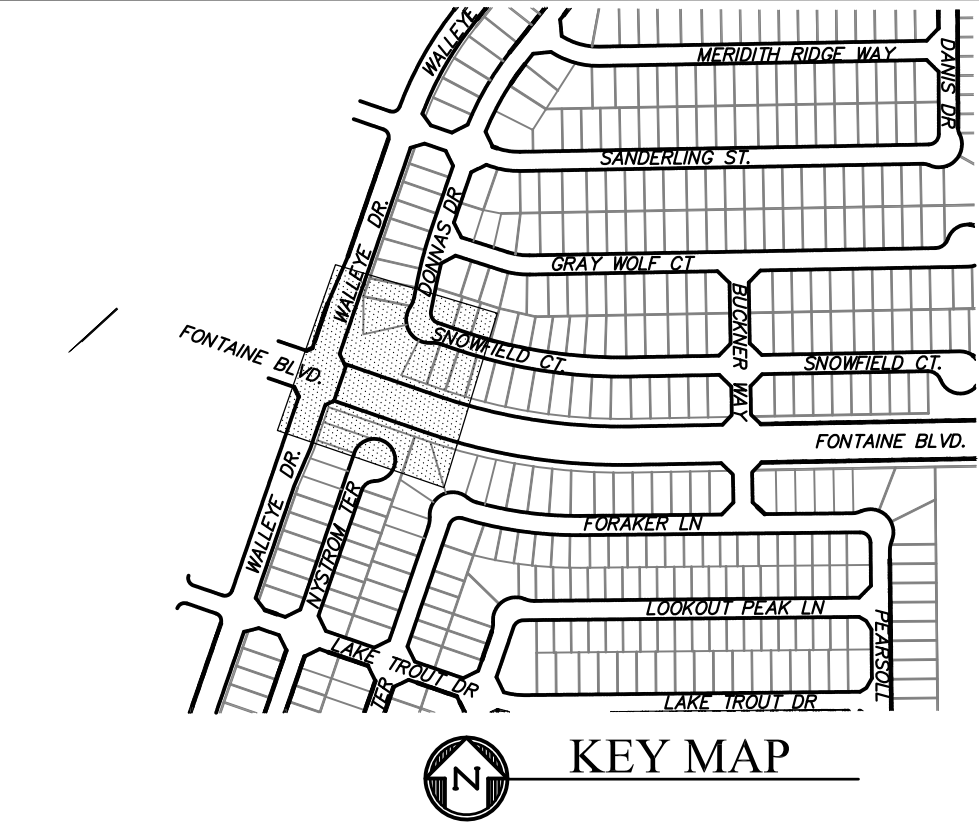 WALLEYE
MERIDITH RIDGE WAY
DANIS DR
SANDERLING ST.
WALLEYE DR.
DONNAS DR
GRAY WOLF CT
BUCKNER WAY
FONTAINE BLVD.
SNOWFIELD CT.
SNOWFIELD CT.
FONTAINE BLVD.
WALLEYE DR.
NYSTROM TER
FORAKER LN
LOOKOUT PEAK LN
PEARSOLL
LAKE TROUT DR
TER
LAKE TROUT DR
N
KEY MAP